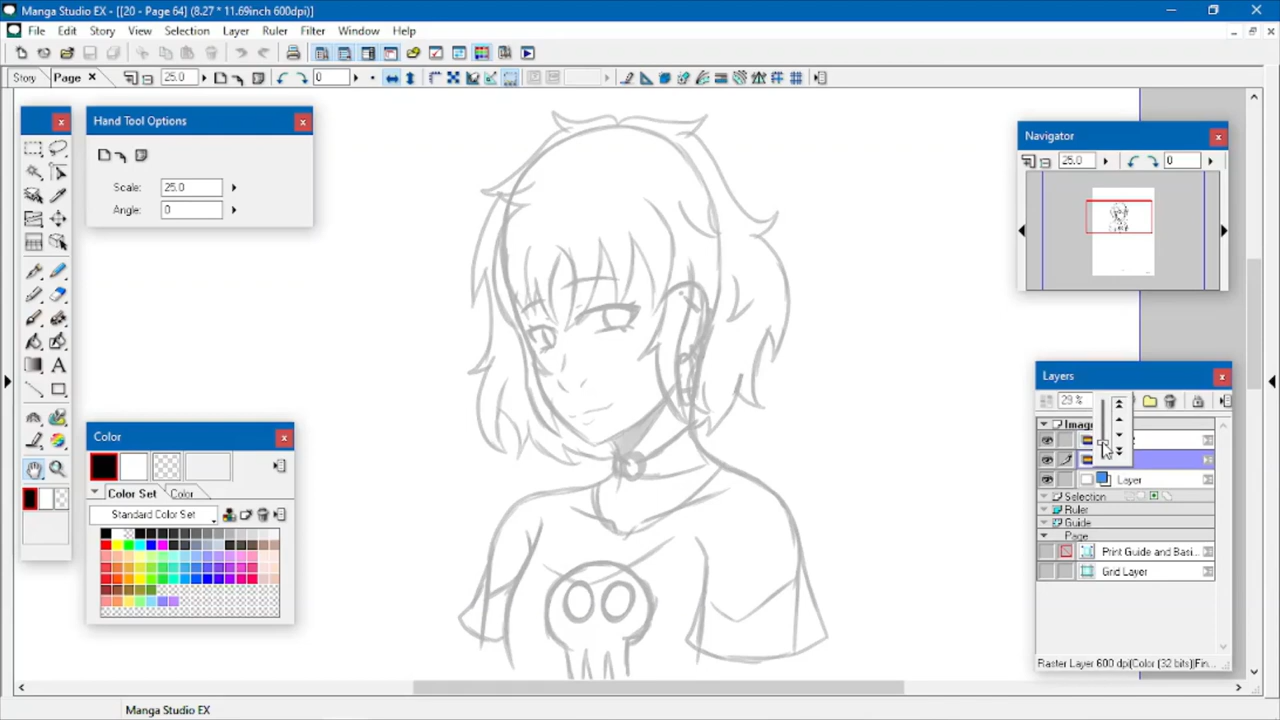 Manga Studio EX - [[20 - Page 64] (8.27 * 11.69inch 600dpi)]
File Edit Story View Selection Layer Ruler Filter Window Help
Story Page 25.0 0
Hand Tool Options
Scale: 25.0
Angle: 0
Navigator
25.0 0
Layers
29 %
Layer
Selection
Ruler
Guide
Page
Print Guide and Basi...
Grid Layer
Raster Layer 600 dpi(Color (32 bits)Fin...
Color
Color Set Color
Standard Color Set
Manga Studio EX